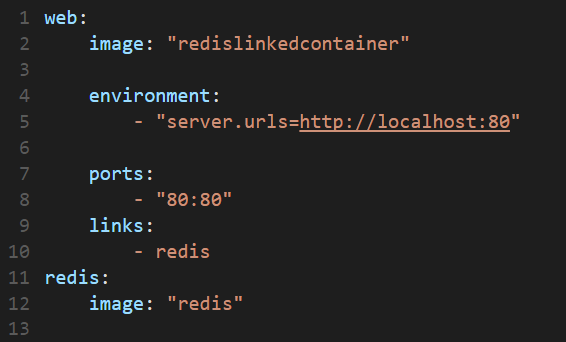 1 web:
2     image: "redislinkedcontainer"
3
4     environment:
5         - "server.urls=http://localhost:80"
6
7     ports:
8         - "80:80"
9     links:
10         - redis
11 redis:
12     image: "redis"
13